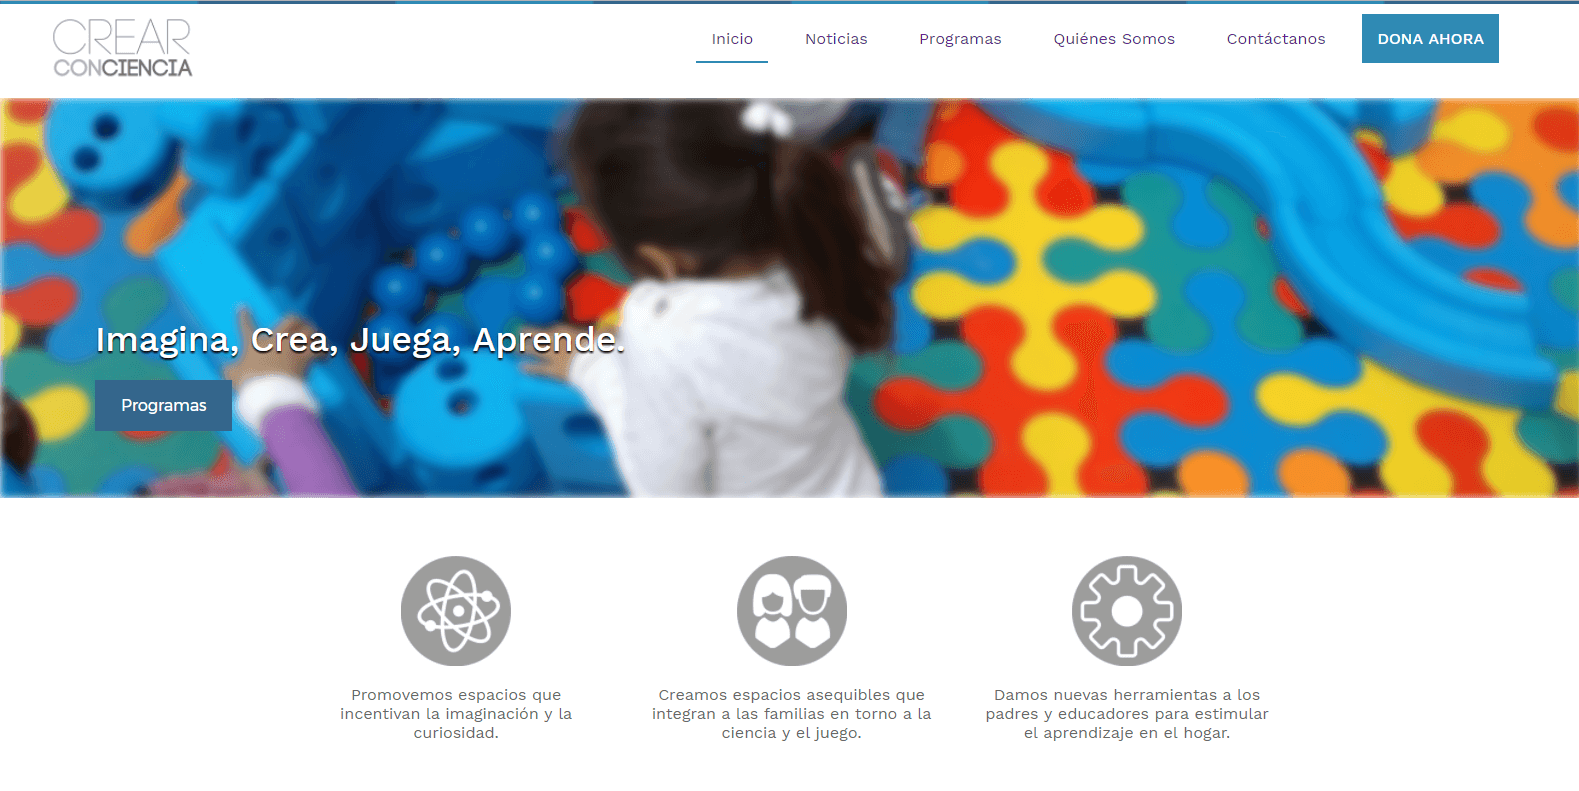 CREAR
CONCIENCIA
Inicio
Noticias
Programas
Quiénes Somos
Contáctanos
DONA AHORA
Imagina, Crea, Juega, Aprende.
Programas
Promovemos espacios que
incentivan la imaginación y la
curiosidad.
Creamos espacios asequibles que
integran a las familias en torno a la
ciencia y el juego.
Damos nuevas herramientas a los
padres y educadores para estimular
el aprendizaje en el hogar.